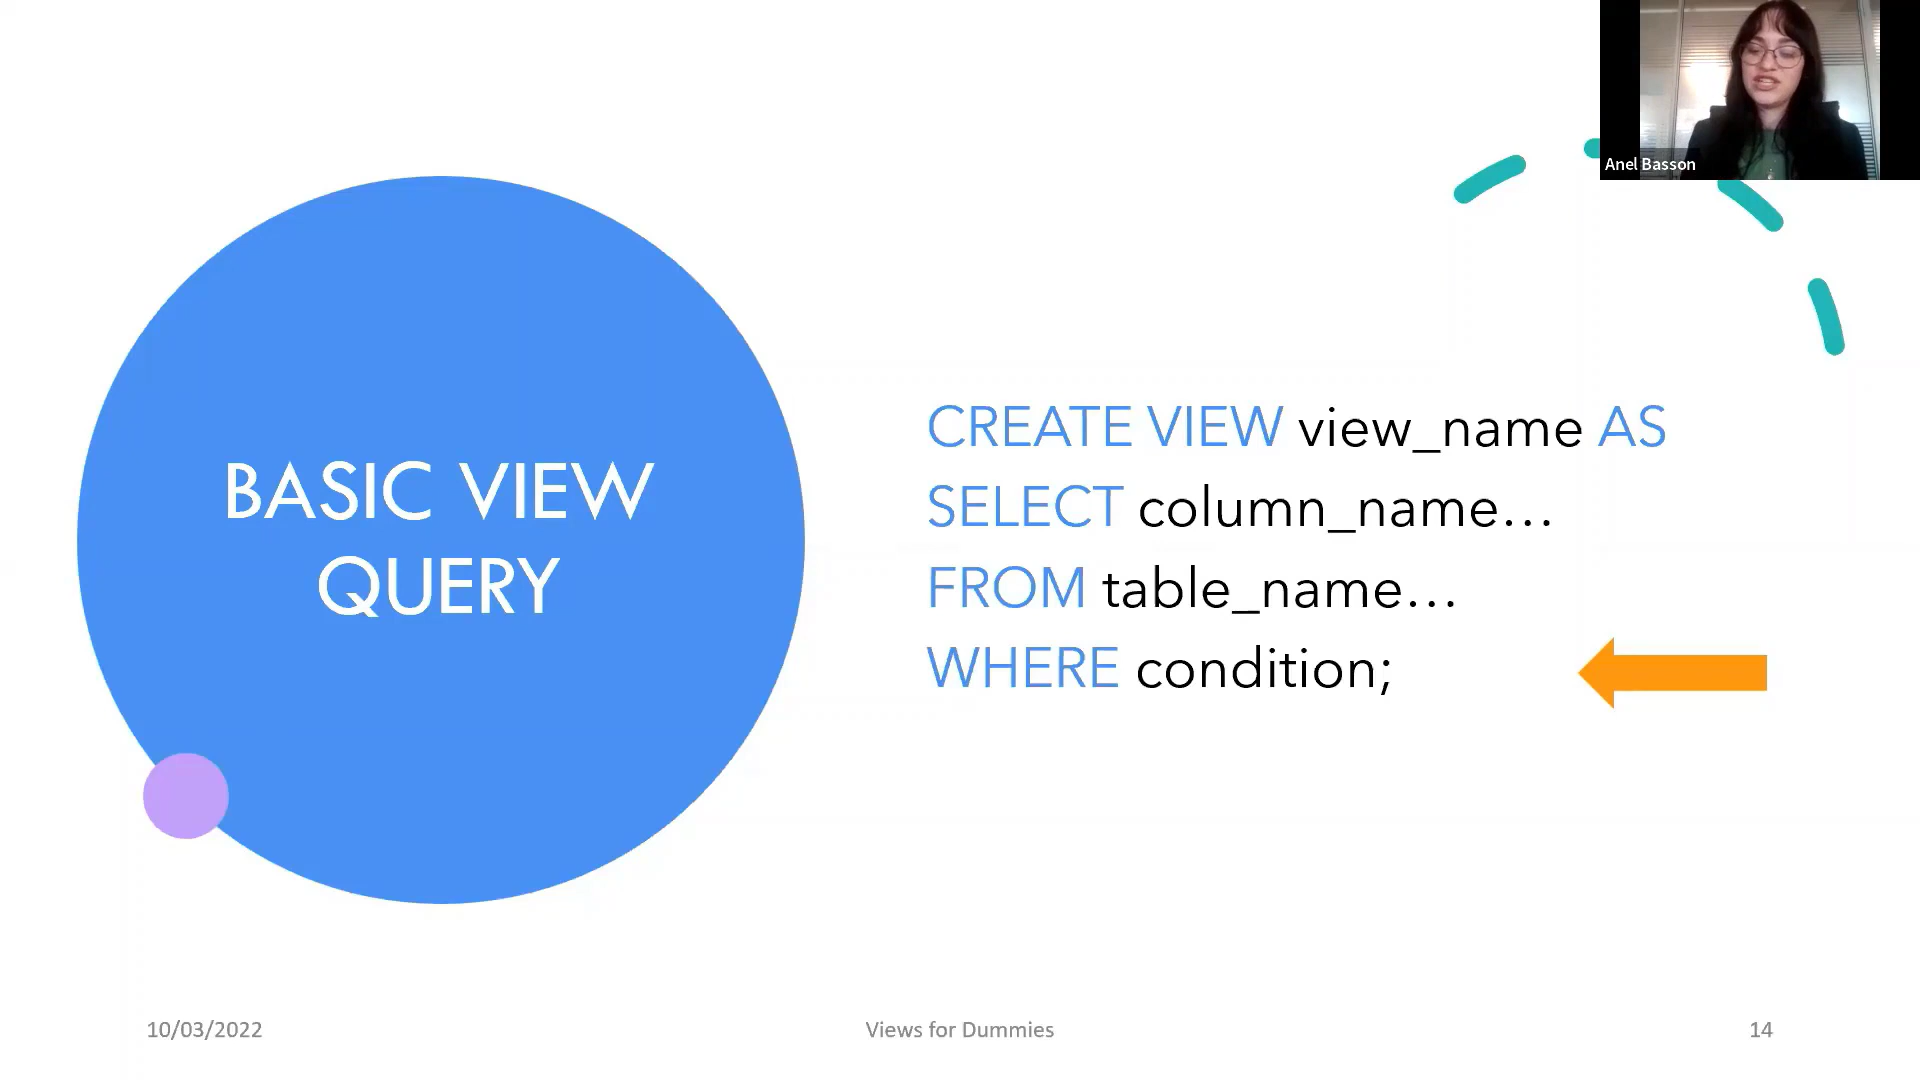 Anel Basson
BASIC VIEW
QUERY
CREATE VIEW view_name AS
SELECT column_name…
FROM table_name…
WHERE condition;
10/03/2022
Views for Dummies
14